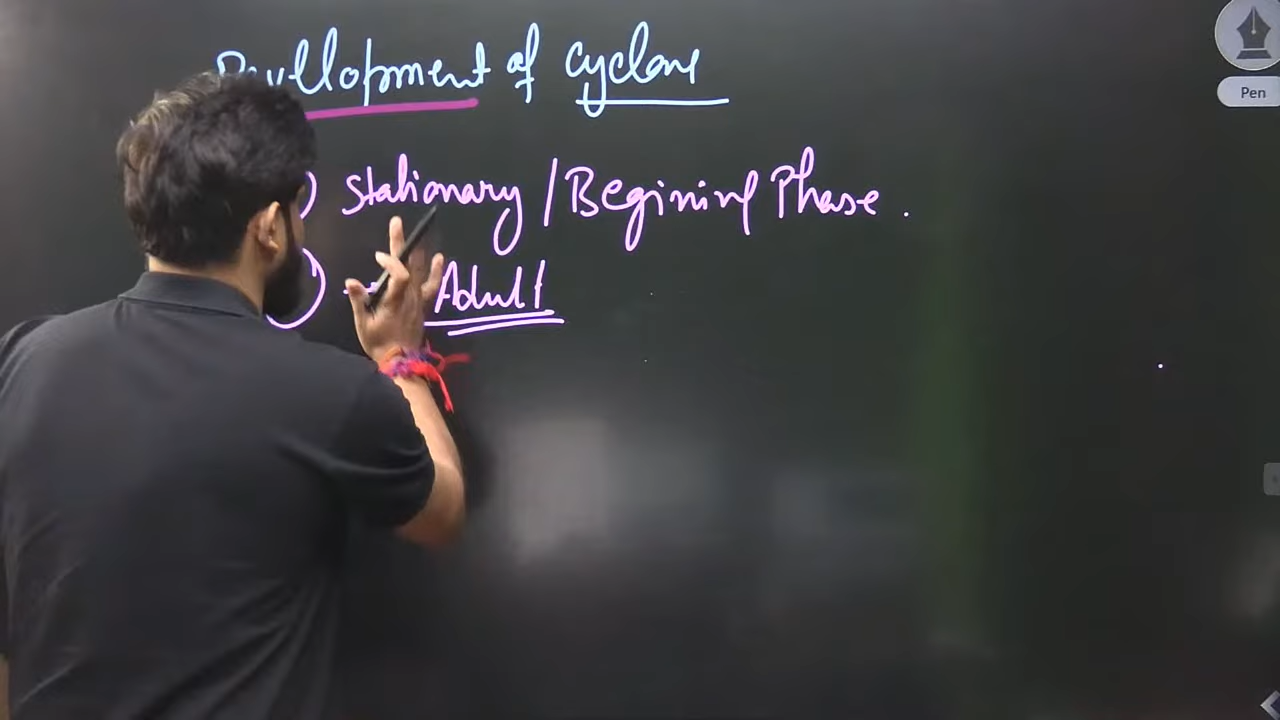 Development of cyclone
) Stationary / Begining Phase .
→ Adult
Pen